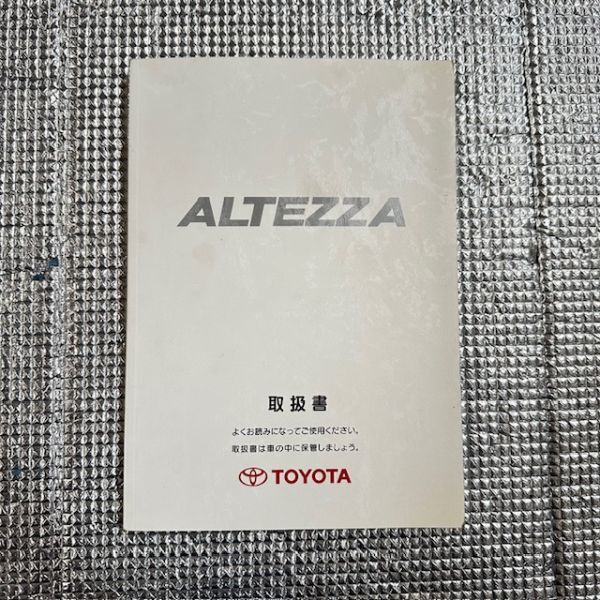 ALTEZZA
取扱書
よくお読みになってご使用ください。
取扱書は車の中に保管しましょう。
TOYOTA